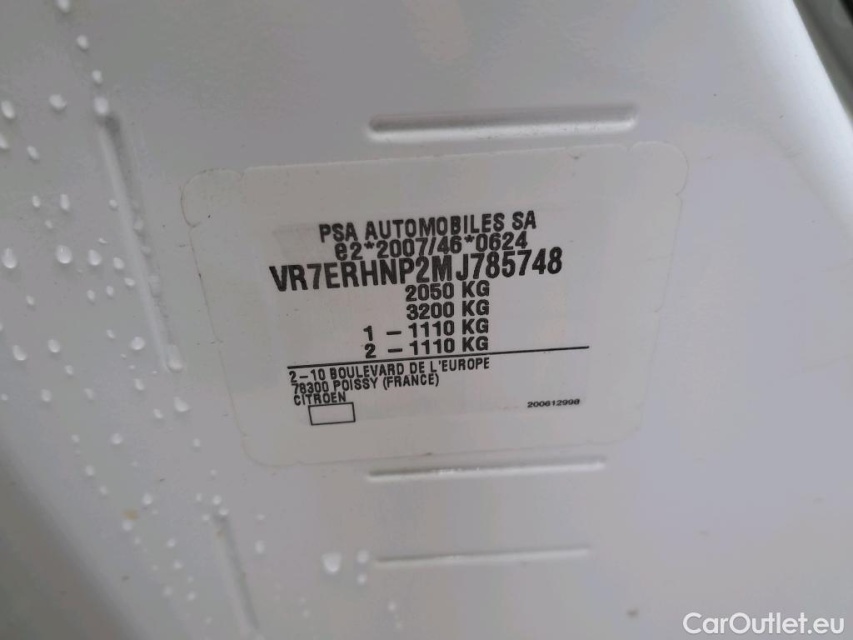 PSA AUTOMOBILES SA
e2*2007/46*0624
VR7ERHNP2MJ785748
2050 KG
3200 KG
1 – 1110 KG
2 – 1110 KG
2–10 BOULEVARD DE L'EUROPE
78300 POISSY (FRANCE)
CITROEN
200612999
CarOutlet.eu